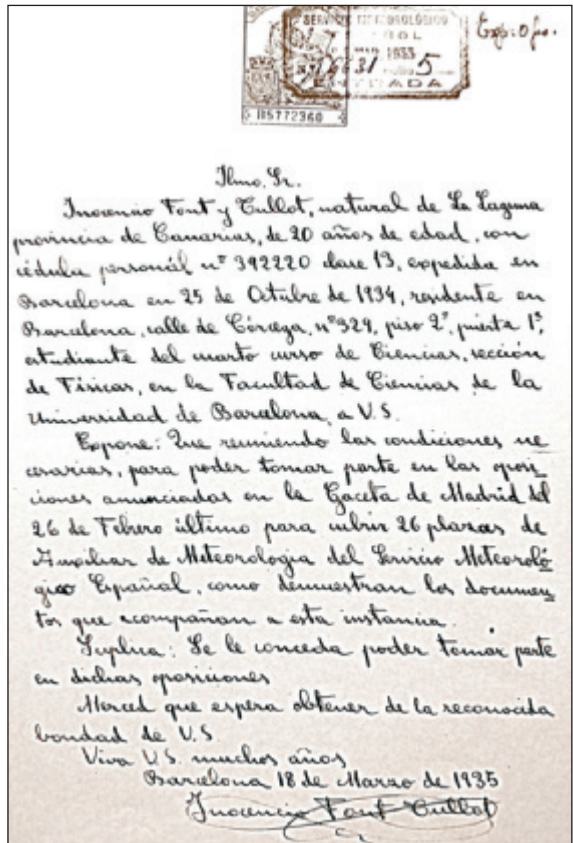 SERVICIO METEOROLÓGICO
ESPAÑOL
5
ENTRADA
B5772360
Ilmo. Sr.
Inocencio Font y Tullot, natural de La Laguna
provincia de Canarias, de 20 años de edad, con
cédula personal nº 392220 clase 13, expedida en
Barcelona en 25 de Octubre de 1934, residente en
Barcelona, calle de Córcega, nº 329, piso 2º, puerta 1ª,
estudiante del cuarto curso de Ciencias, sección
de Físicas, en la Facultad de Ciencias de la
Universidad de Barcelona, a V.S.
Expone: Que reuniendo las condiciones ne
cesarias, para poder tomar parte en las oposi
ciones anunciadas en la Gaceta de Madrid del
26 de Febrero último para cubrir 26 plazas de
Auxiliar de Meteorología del Servicio Meteoroló
gico Español, como demuestran los documen
tos que acompañan a esta instancia.
Suplica: Se le conceda poder tomar parte
en dichas oposiciones
Merced que espera obtener de la reconocida
bondad de V.S.
Viva V.S. muchos años
Barcelona 18 de Marzo de 1935
Inocencio Font Tullot